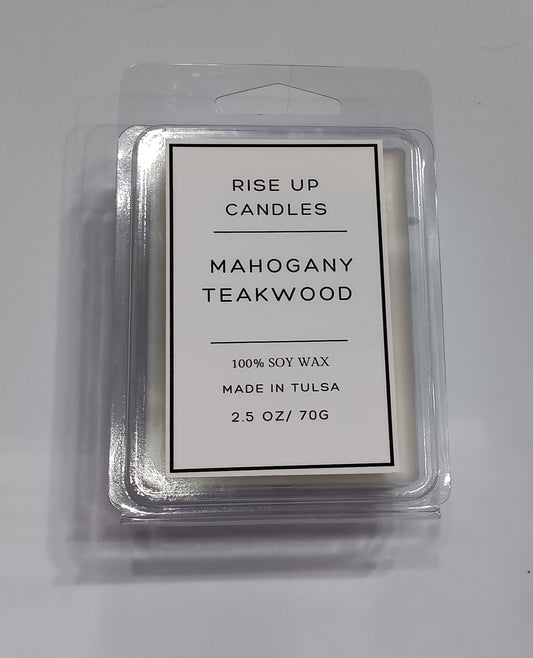 RISE UP
CANDLES
MAHOGANY
TEAKWOOD
100% SOY WAX
MADE IN TULSA
2.5 OZ/ 70G